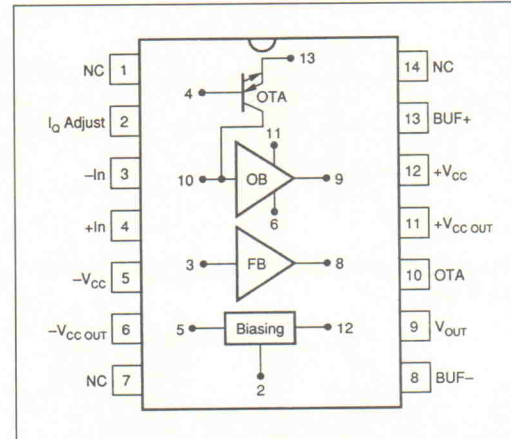 NC 1
I_Q Adjust 2
–In 3
+In 4
–V_CC 5
–V_CC OUT 6
NC 7
13
4
OTA
11
10
OB
9
6
3
FB
8
5
Biasing
12
2
14 NC
13 BUF+
12 +V_CC
11 +V_CC OUT
10 OTA
9 V_OUT
8 BUF–